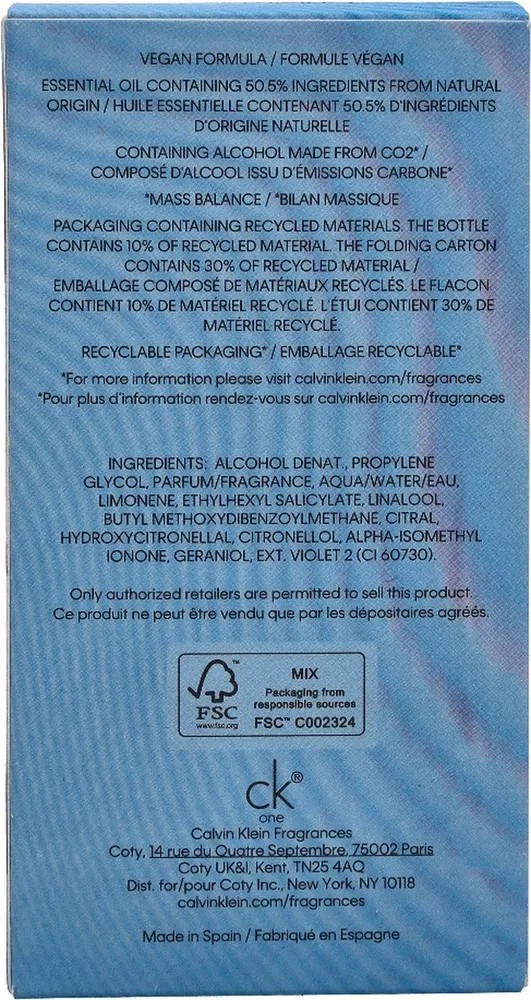 VEGAN FORMULA / FORMULE VÉGAN
ESSENTIAL OIL CONTAINING 50.5% INGREDIENTS FROM NATURAL
ORIGIN / HUILE ESSENTIELLE CONTENANT 50.5% D'INGRÉDIENTS
D'ORIGINE NATURELLE
CONTAINING ALCOHOL MADE FROM CO2* /
COMPOSÉ D'ALCOOL ISSU D'ÉMISSIONS CARBONE*
*MASS BALANCE / *BILAN MASSIQUE
PACKAGING CONTAINING RECYCLED MATERIALS. THE BOTTLE
CONTAINS 10% OF RECYCLED MATERIAL. THE FOLDING CARTON
CONTAINS 30% OF RECYCLED MATERIAL /
EMBALLAGE COMPOSÉ DE MATÉRIAUX RECYCLÉS. LE FLACON
CONTIENT 10% DE MATÉRIEL RECYCLÉ. L'ÉTUI CONTIENT 30% DE
MATÉRIEL RECYCLÉ.
RECYCLABLE PACKAGING* / EMBALLAGE RECYCLABLE*
*For more information please visit calvinklein.com/fragrances
*Pour plus d'information rendez-vous sur calvinklein.com/fragrances
INGREDIENTS: ALCOHOL DENAT., PROPYLENE
GLYCOL, PARFUM/FRAGRANCE, AQUA/WATER/EAU,
LIMONENE, ETHYLHEXYL SALICYLATE, LINALOOL,
BUTYL METHOXYDIBENZOYLMETHANE, CITRAL,
HYDROXYCITRONELLAL, CITRONELLOL, ALPHA-ISOMETHYL
IONONE, GERANIOL, EXT. VIOLET 2 (CI 60730).
Only authorized retailers are permitted to sell this product.
Ce produit ne peut être vendu que par les dépositaires agréés.
FSC™
www.fsc.org
MIX
Packaging from
responsible sources
FSC™ C002324
ck®
one
Calvin Klein Fragrances
Coty, 14 rue du Quatre Septembre, 75002 Paris
Coty UK&I, Kent, TN25 4AQ
Dist. for/pour Coty Inc., New York, NY 10118
calvinklein.com/fragrances
Made in Spain / Fabriqué en Espagne